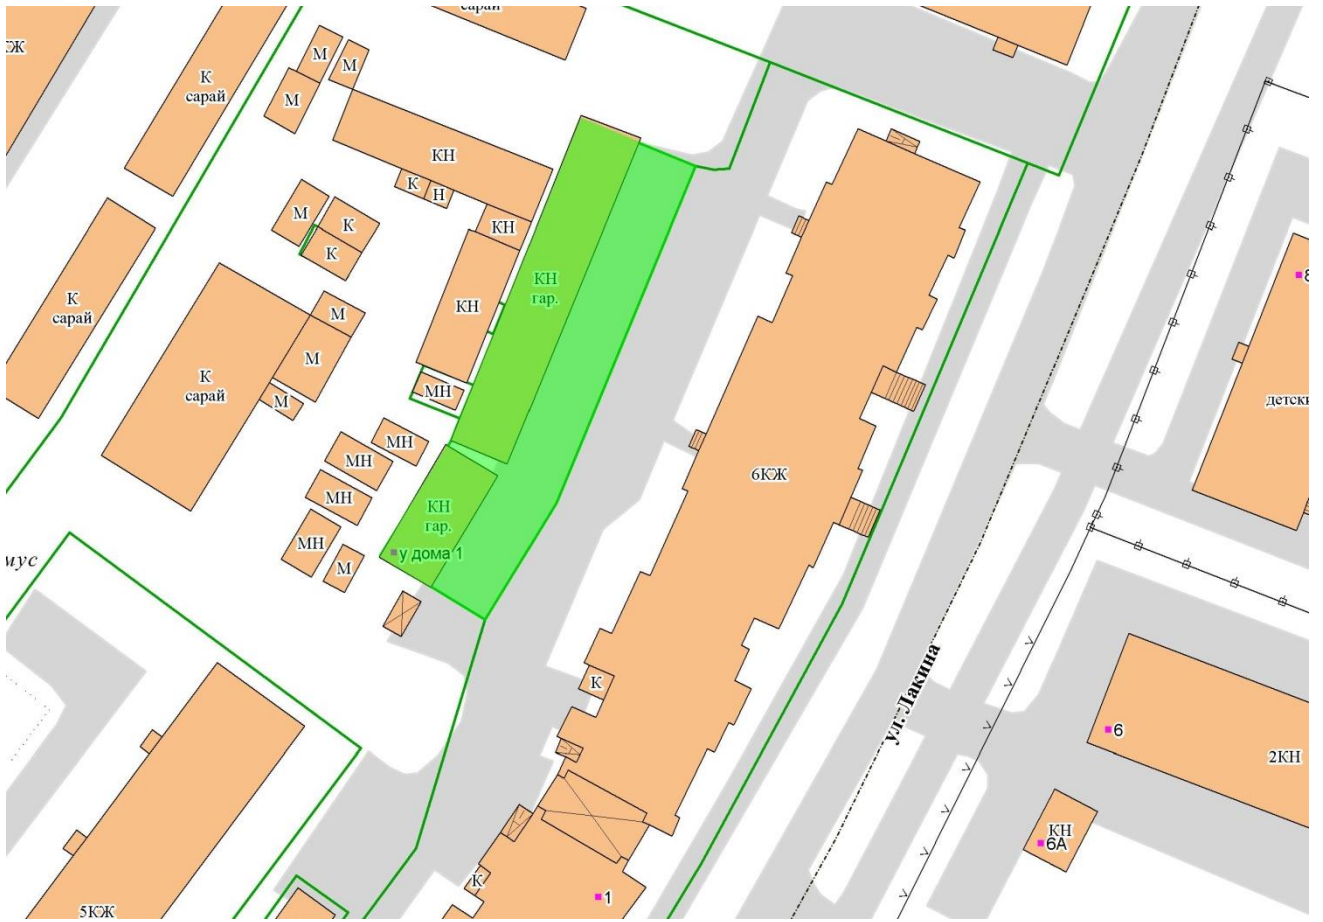 сарай
КЖ
М
М
К
сарай
М
КН
К
Н
М
К
КН
К
К
сарай
КН
гар.
КН
М
М
К
сарай
МН
М
МН
МН
6КЖ
детски
МН
КН
гар.
МН
у дома 1
М
мус
К
ул. Лакина
6
2КН
КН
6А
К
1
5КЖ
8